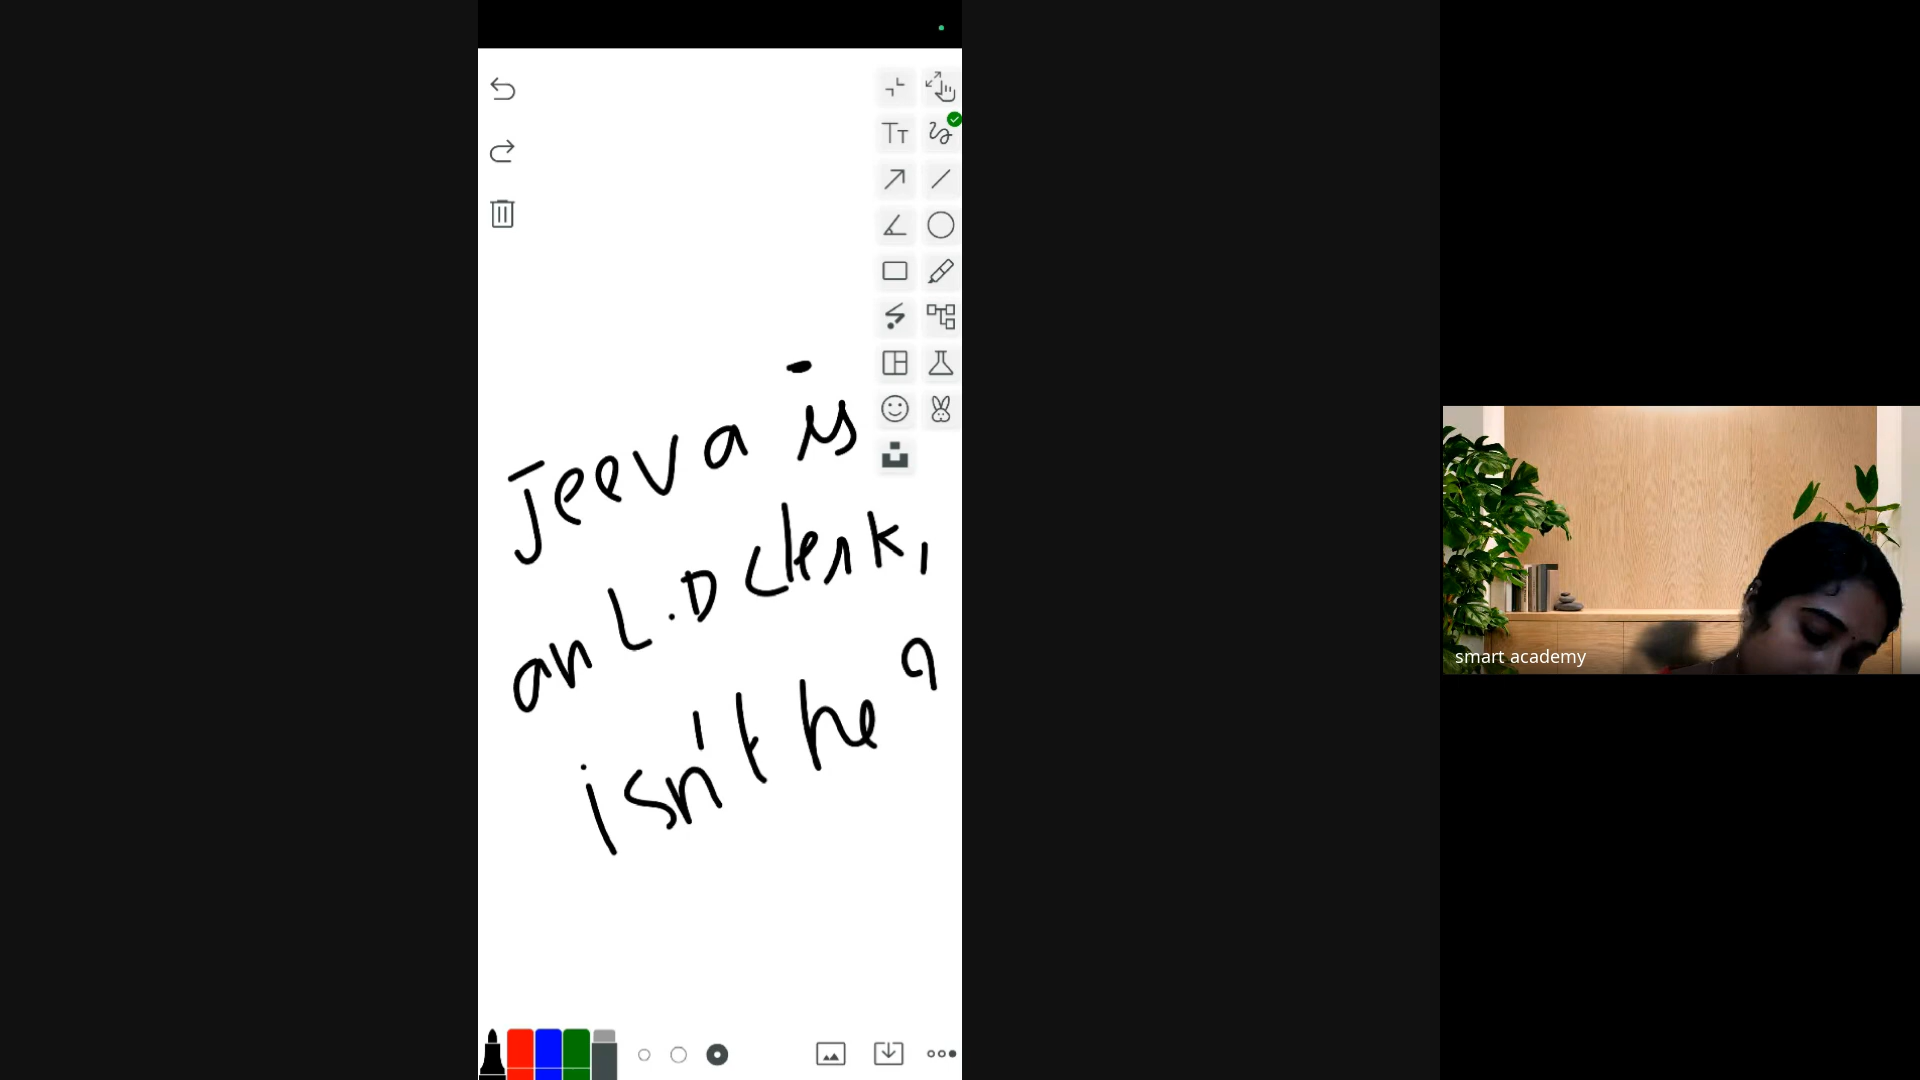 Jeeva is
an L.D clerk,
isn't he ?
smart academy